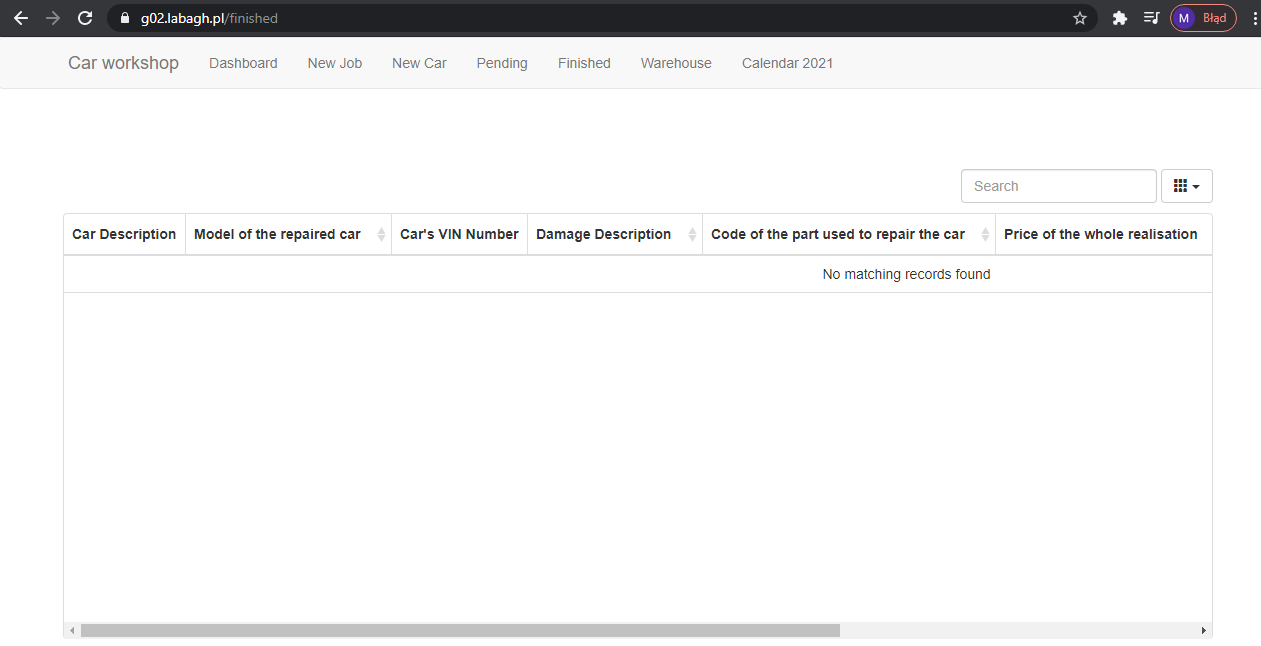 g02.labagh.pl/finished
M Błąd
Car workshop Dashboard New Job New Car Pending Finished Warehouse Calendar 2021
Search
Car Description Model of the repaired car Car's VIN Number Damage Description Code of the part used to repair the car Price of the whole realisation
No matching records found